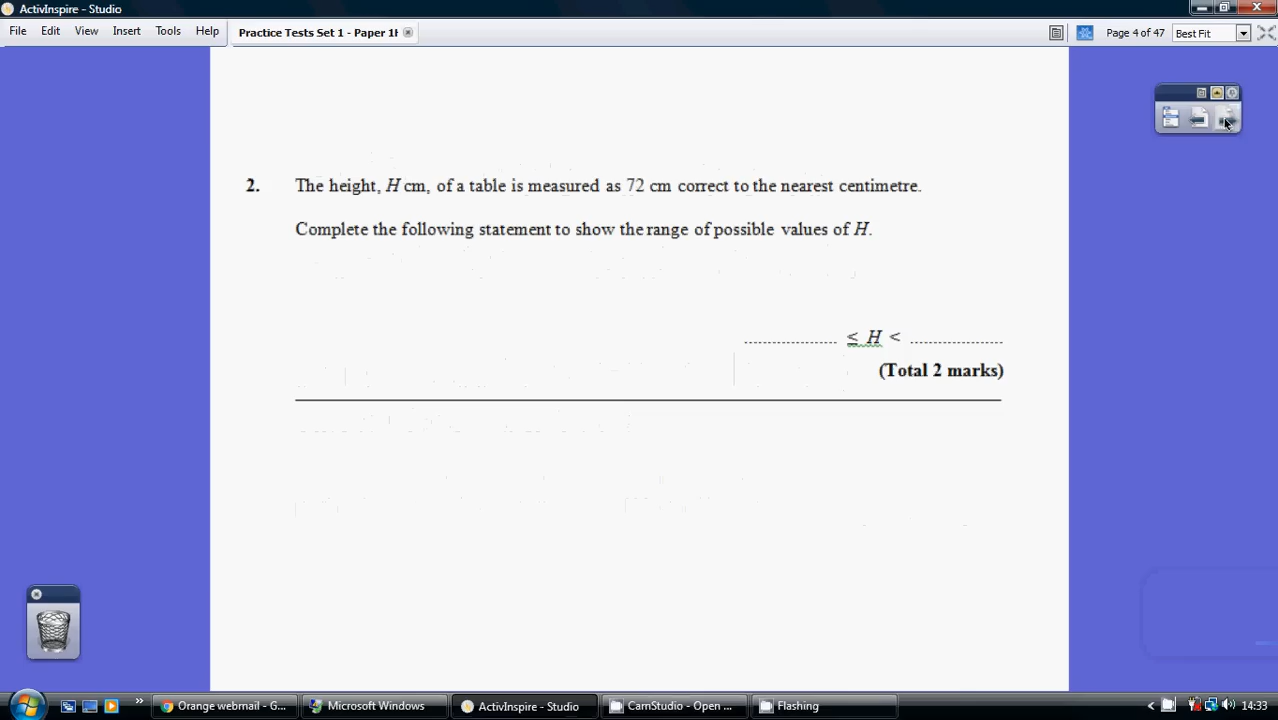 ActivInspire - Studio
File Edit View Insert Tools Help Practice Tests Set 1 - Paper 1H Page 4 of 47 Best Fit
2. The height, H cm, of a table is measured as 72 cm correct to the nearest centimetre.
Complete the following statement to show the range of possible values of H.
.................... ≤ H < ....................
(Total 2 marks)
Orange webmail - G... Microsoft Windows ActivInspire - Studio CamStudio - Open ... Flashing 14:33